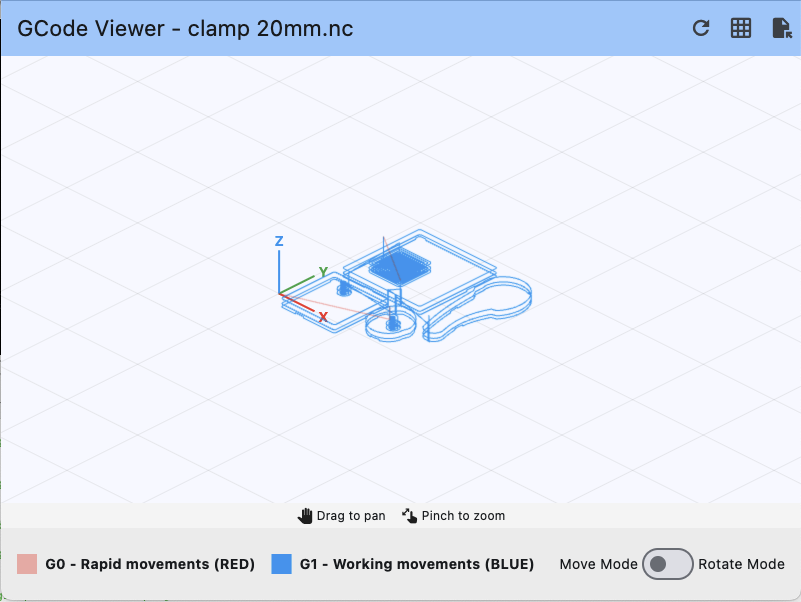 GCode Viewer - clamp 20mm.nc
Z
Y
X
Drag to pan Pinch to zoom
G0 - Rapid movements (RED) G1 - Working movements (BLUE) Move Mode Rotate Mode